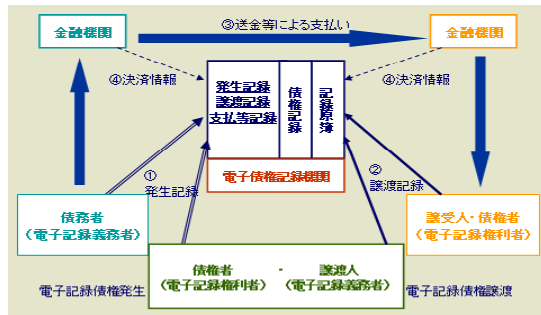 ③送金等による支払い
金融機関
金融機関
④決済情報
④決済情報
発生記録
譲渡記録
支払等記録
債権記録
記録原簿
電子債権記録機関
①
発生記録
②
譲渡記録
債務者
（電子記録義務者）
譲受人・債権者
（電子記録権利者）
債権者 ・ 譲渡人
（電子記録権利者） （電子記録義務者）
電子記録債権発生
電子記録債権譲渡